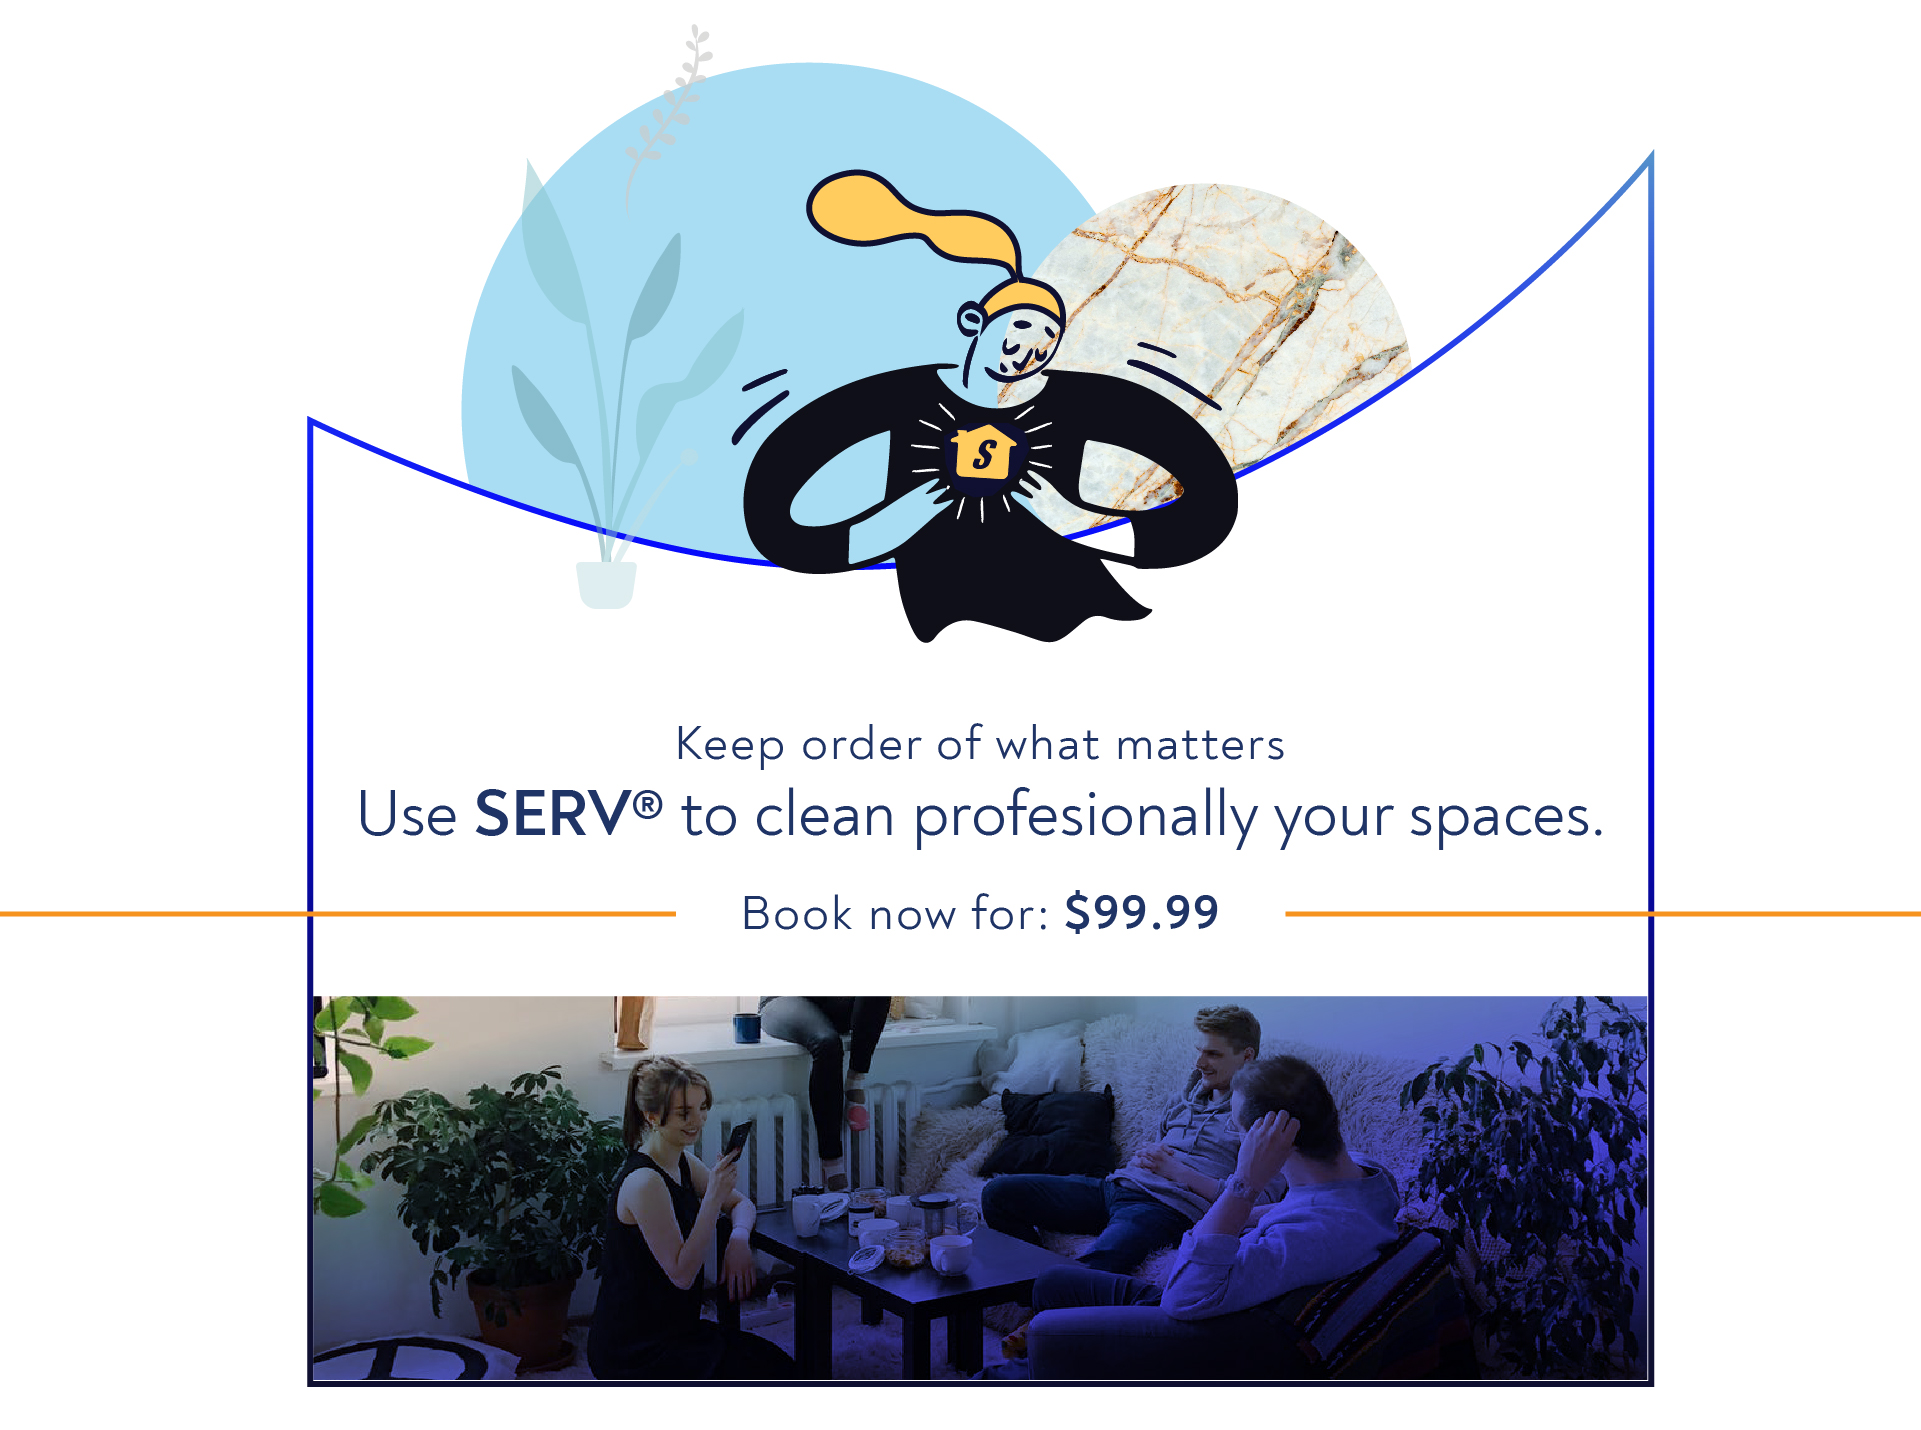 S
Keep order of what matters
Use SERV® to clean profesionally your spaces.
Book now for: $99.99